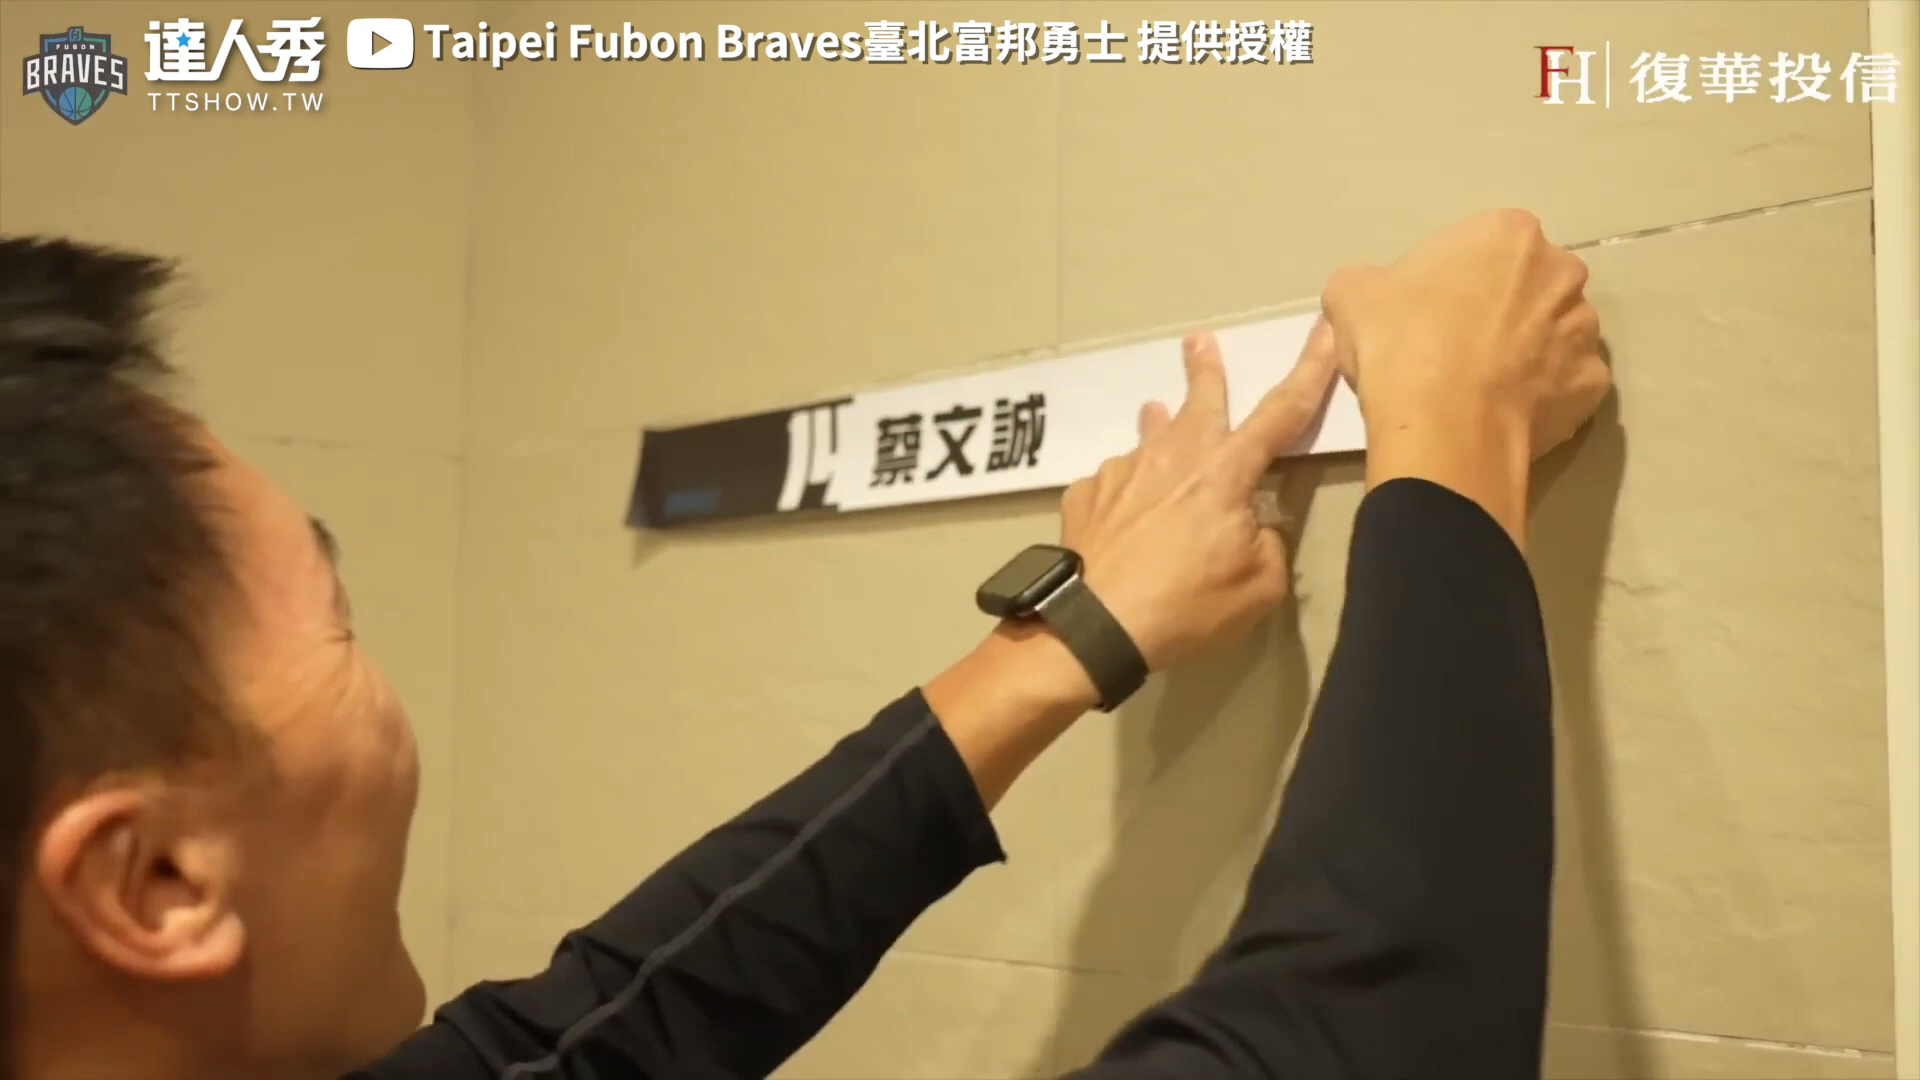 FUBON
BRAVES
達人秀
TTSHOW.TW
Taipei Fubon Braves臺北富邦勇士 提供授權
FH 復華投信
14 蔡文誠